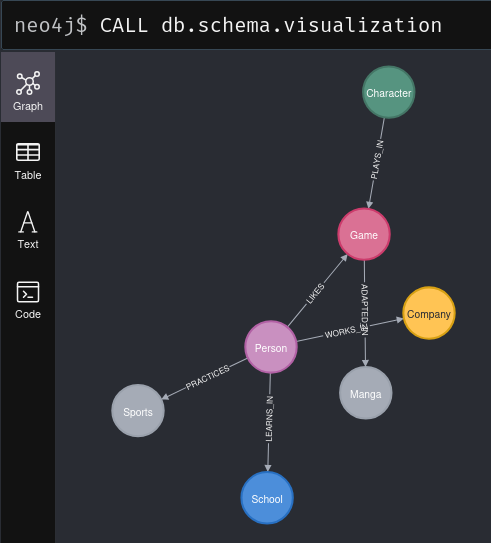 neo4j$ CALL db.schema.visualization
Graph
Table
Text
Code
Character
PLAYS_IN
Game
LIKES
ADAPTED_IN
Company
Person
PRACTICES
Sports
Manga
LEARNS_IN
School